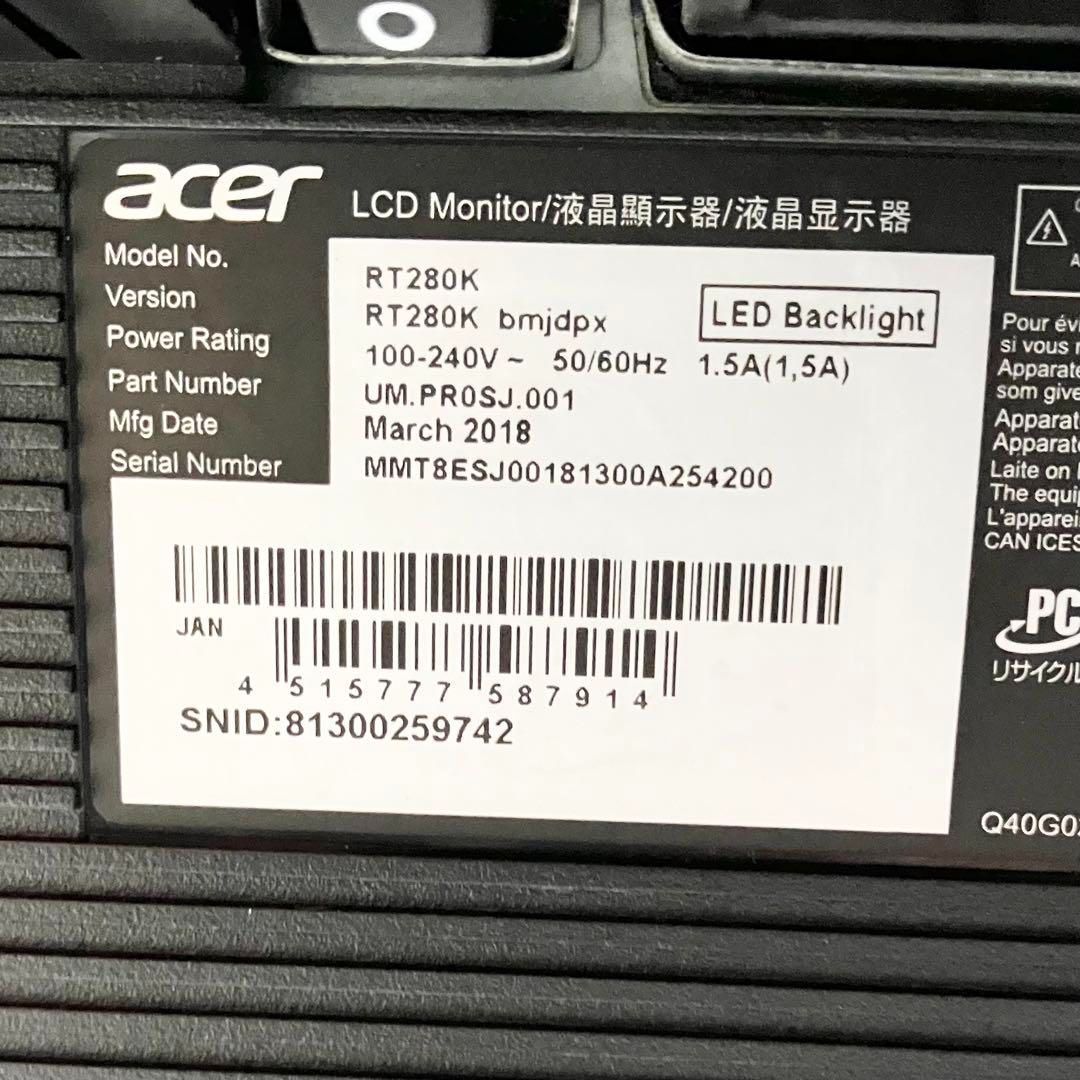 acer LCD Monitor/液晶顯示器/液晶显示器
Model No. RT280K
Version RT280K bmjdpx
LED Backlight
Power Rating 100-240V ~ 50/60Hz 1.5A(1,5A)
Part Number UM.PR0SJ.001
Mfg Date March 2018
Serial Number MMT8ESJ00181300A254200
JAN
4 515777 587914
SNID:81300259742
Pour évi
si vous
Apparate
som give
Apparat
Apparat
Laite on
The equip
L'appareil
CAN ICES
PC
リサイクル
Q40G0